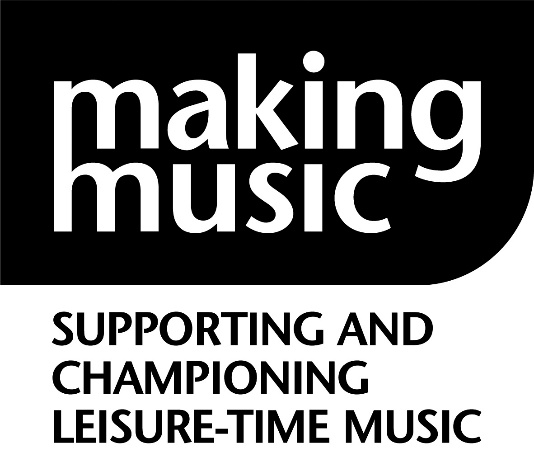 making
music
SUPPORTING AND
CHAMPIONING
LEISURE-TIME MUSIC